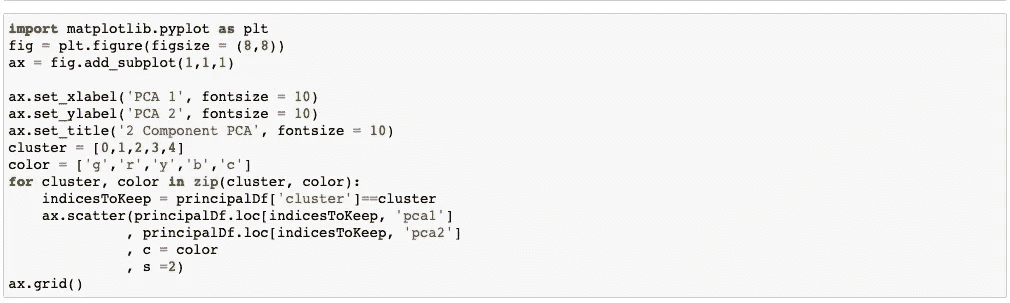 import matplotlib.pyplot as plt
fig = plt.figure(figsize = (8,8))
ax = fig.add_subplot(1,1,1)

ax.set_xlabel('PCA 1', fontsize = 10)
ax.set_ylabel('PCA 2', fontsize = 10)
ax.set_title('2 Component PCA', fontsize = 10)
cluster = [0,1,2,3,4]
color = ['g','r','y','b','c']
for cluster, color in zip(cluster, color):
    indicesToKeep = principalDf['cluster']==cluster
    ax.scatter(principalDf.loc[indicesToKeep, 'pca1']
              , principalDf.loc[indicesToKeep, 'pca2']
              , c = color
              , s =2)
ax.grid()